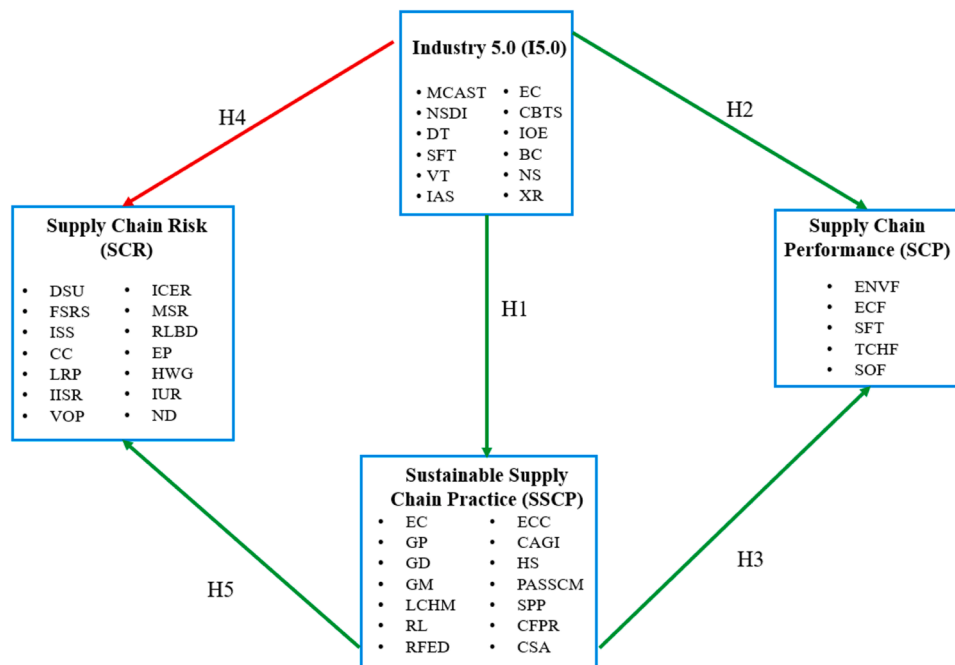 Industry 5.0 (I5.0)
• MCAST • EC
• NSDI • CBTS
• DT • IOE
• SFT • BC
• VT • NS
• IAS • XR
H4
H2
Supply Chain Risk
(SCR)
• DSU • ICER
• FSRS • MSR
• ISS • RLBD
• CC • EP
• LRP • HWG
• IISR • IUR
• VOP • ND
H1
Supply Chain
Performance (SCP)
• ENVF
• ECF
• SFT
• TCHF
• SOF
Sustainable Supply
Chain Practice (SSCP)
• EC • ECC
• GP • CAGI
• GD • HS
• GM • PASSCM
• LCHM • SPP
• RL • CFPR
• RFED • CSA
H5
H3